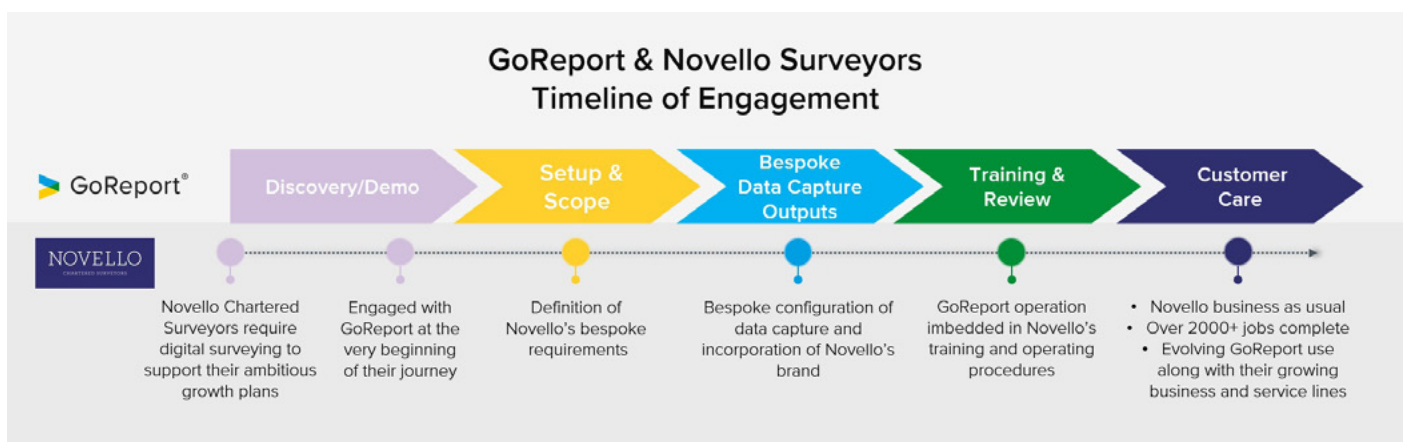 GoReport & Novello Surveyors
Timeline of Engagement
GoReport®
Discovery/Demo
Setup &
Scope
Bespoke
Data Capture
Outputs
Training &
Review
Customer
Care
NOVELLO
CHARTERED SURVEYORS
Novello Chartered
Surveyors require
digital surveying to
support their ambitious
growth plans
Engaged with
GoReport at the
very beginning
of their journey
Definition of
Novello's bespoke
requirements
Bespoke configuration of
data capture and
incorporation of Novello's
brand
GoReport operation
imbedded in Novello's
training and operating
procedures
• Novello business as usual
• Over 2000+ jobs complete
• Evolving GoReport use
along with their growing
business and service lines